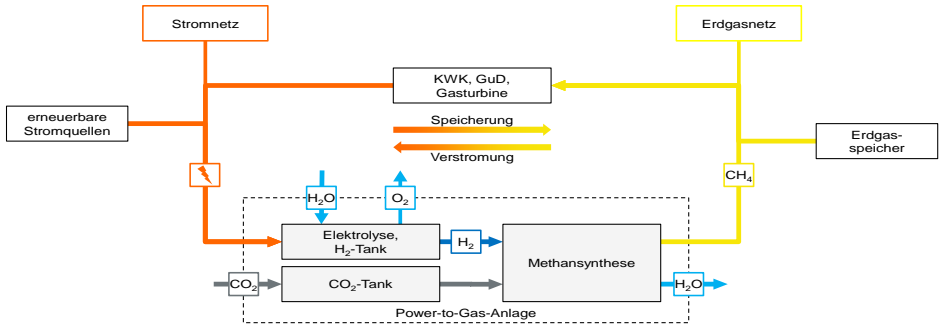 Stromnetz
Erdgasnetz
KWK, GuD,
Gasturbine
erneuerbare
Stromquellen
Speicherung
Verstromung
Erdgas-
speicher
CH₄
H₂O
O₂
Elektrolyse,
H₂-Tank
H₂
Methansynthese
CO₂
CO₂-Tank
H₂O
Power-to-Gas-Anlage